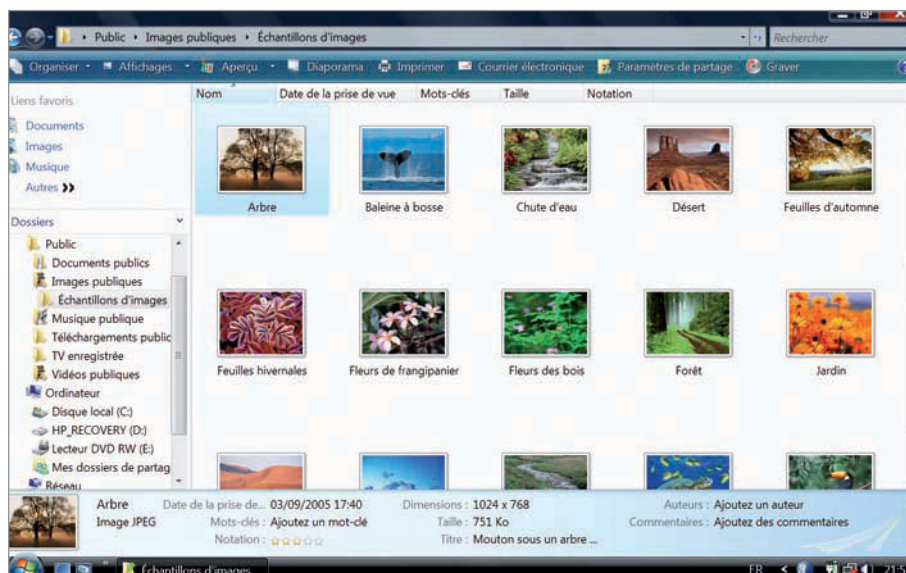 Public Images publiques Échantillons d'images Rechercher
Organiser Affichages Aperçu Diaporama Imprimer Courrier électronique Paramètres de partage Graver
Liens favoris
Documents
Images
Musique
Autres
Dossiers
Public
Documents publics
Images publiques
Échantillons d'images
Musique publique
Téléchargements public
TV enregistrée
Vidéos publiques
Ordinateur
Disque local (C:)
HP_RECOVERY (D:)
Lecteur DVD RW (E:)
Mes dossiers de partag
Réseau
Nom Date de la prise de vue Mots-clés Taille Notation
Arbre Baleine à bosse Chute d'eau Désert Feuilles d'automne
Feuilles hivernales Fleurs de frangipanier Fleurs des bois Forêt Jardin
Arbre Date de la prise de... 03/09/2005 17:40 Dimensions : 1024 x 768 Auteurs : Ajoutez un auteur
Image JPEG Mots-clés : Ajoutez un mot-clé Taille : 751 Ko Commentaires : Ajoutez des commentaires
Notation : Titre : Mouton sous un arbre ...
Échantillons d'images FR 21:5